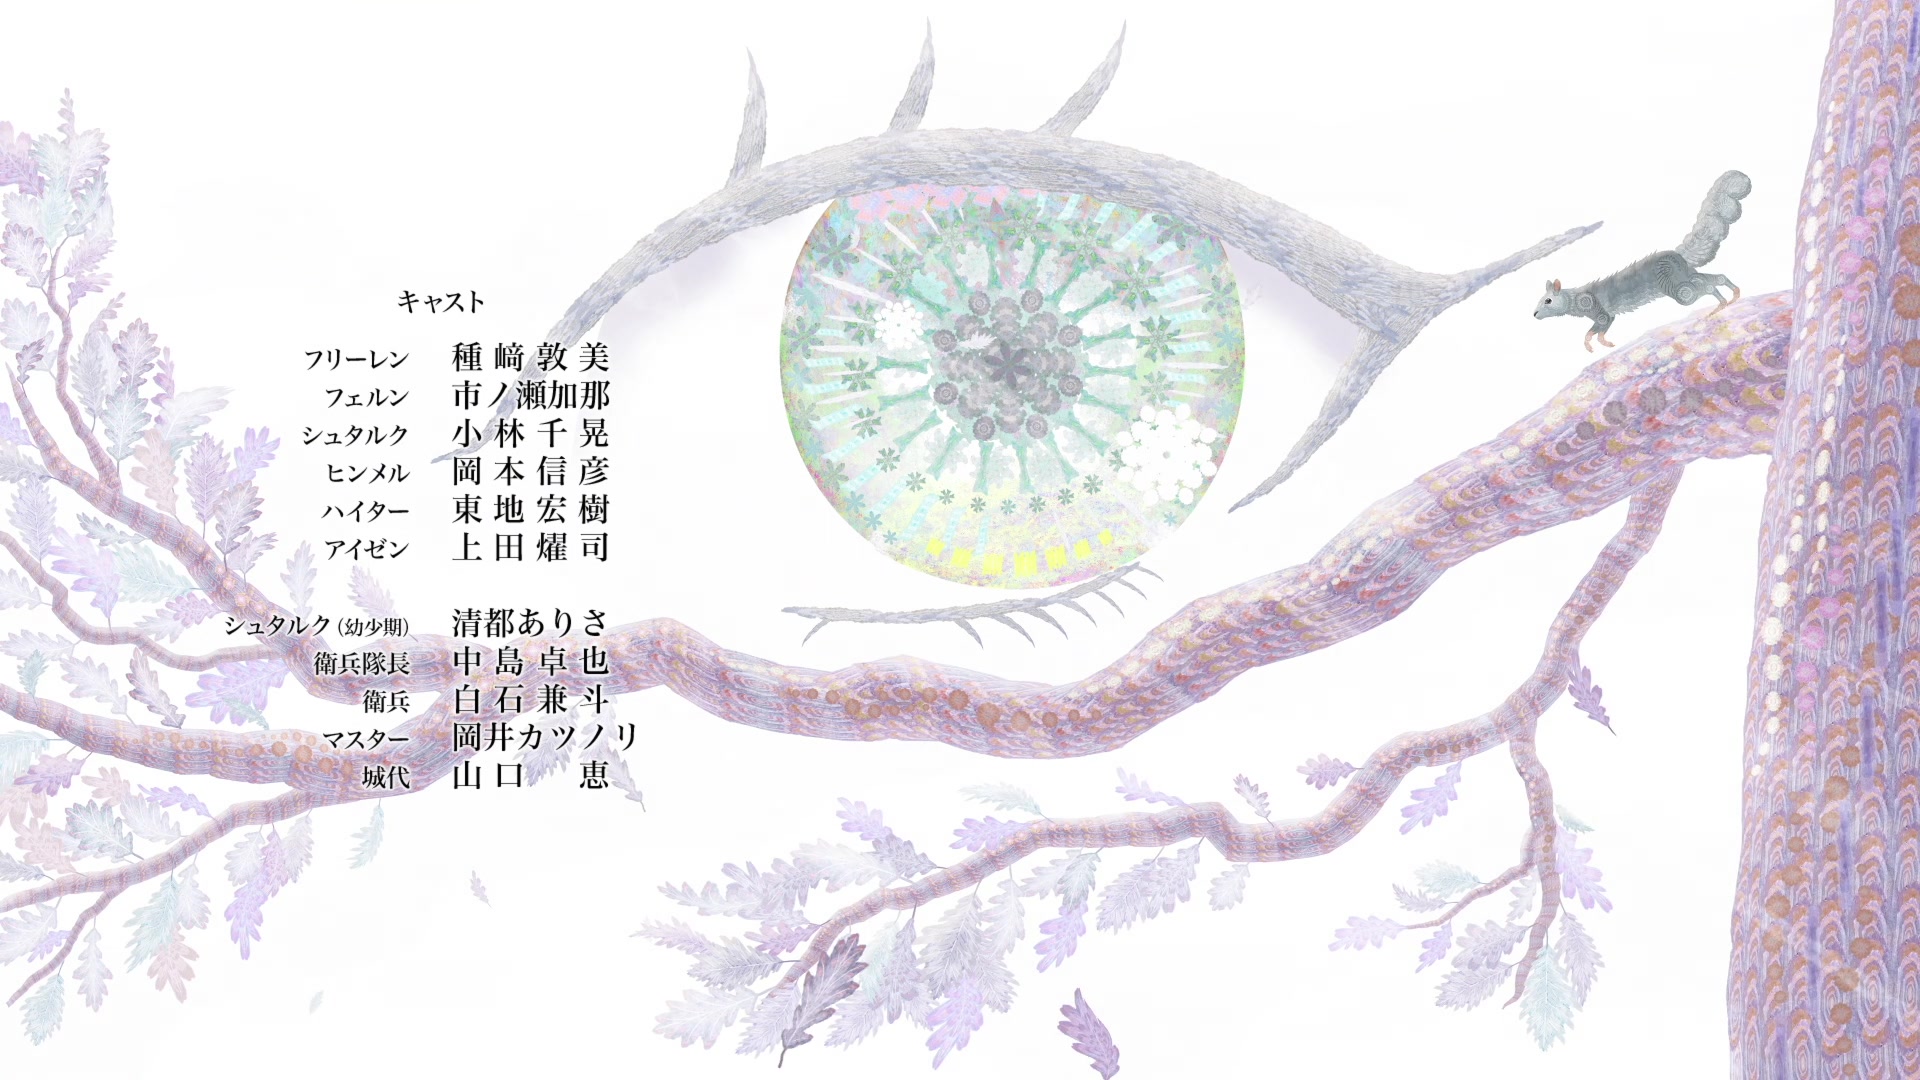 キャスト
フリーレン 種﨑敦美
フェルン 市ノ瀬加那
シュタルク 小林千晃
ヒンメル 岡本信彦
ハイター 東地宏樹
アイゼン 上田燿司
シュタルク(幼少期) 清都ありさ
衛兵隊長 中島卓也
衛兵 白石兼斗
マスター 岡井カツノリ
城代 山口 恵